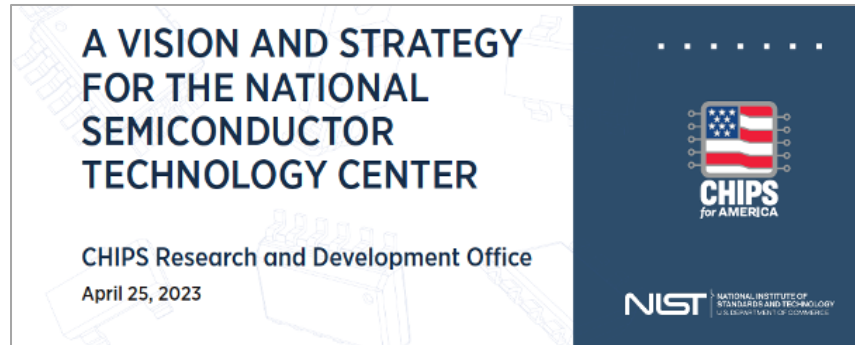 A VISION AND STRATEGY
FOR THE NATIONAL
SEMICONDUCTOR
TECHNOLOGY CENTER
CHIPS Research and Development Office
April 25, 2023
CHIPS
for AMERICA
NIST
NATIONAL INSTITUTE OF
STANDARDS AND TECHNOLOGY
U.S. DEPARTMENT OF COMMERCE